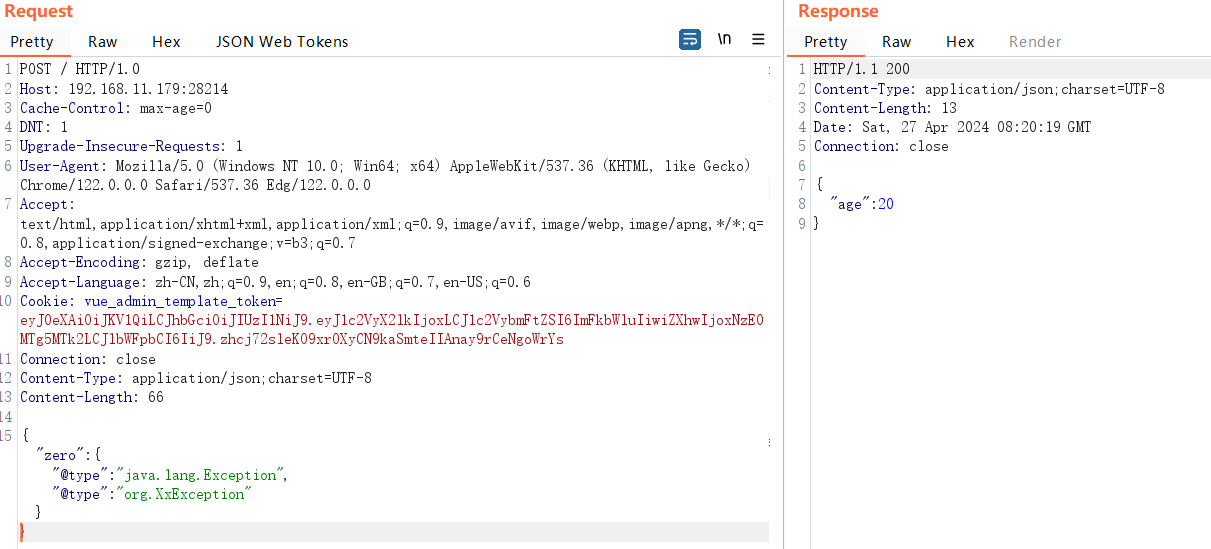 Request
Pretty Raw Hex JSON Web Tokens \n
1 POST / HTTP/1.0
2 Host: 192.168.11.179:28214
3 Cache-Control: max-age=0
4 DNT: 1
5 Upgrade-Insecure-Requests: 1
6 User-Agent: Mozilla/5.0 (Windows NT 10.0; Win64; x64) AppleWebKit/537.36 (KHTML, like Gecko)
Chrome/122.0.0.0 Safari/537.36 Edg/122.0.0.0
7 Accept:
text/html,application/xhtml+xml,application/xml;q=0.9,image/avif,image/webp,image/apng,*/*;q=
0.8,application/signed-exchange;v=b3;q=0.7
8 Accept-Encoding: gzip, deflate
9 Accept-Language: zh-CN,zh;q=0.9,en;q=0.8,en-GB;q=0.7,en-US;q=0.6
10 Cookie: vue_admin_template_token=
eyJ0eXAiOiJKV1QiLCJhbGciOiJIUzI1NiJ9.eyJ1c2VyX2lkIjoxLCJ1c2VybmFtZSI6ImFkbWluIiwiZXhwIjoxNzE0
MTg5MTk2LCJlbWFpbCI6IiJ9.zhcj72sleK09xrOXyCN9kaSmteIIAnay9rCeNgoWrYs
11 Connection: close
12 Content-Type: application/json;charset=UTF-8
13 Content-Length: 66
14
15 {
"zero":{
"@type":"java.lang.Exception",
"@type":"org.XxException"
}
}
Response
Pretty Raw Hex Render
1 HTTP/1.1 200
2 Content-Type: application/json;charset=UTF-8
3 Content-Length: 13
4 Date: Sat, 27 Apr 2024 08:20:19 GMT
5 Connection: close
6
7 {
8 "age":20
9 }